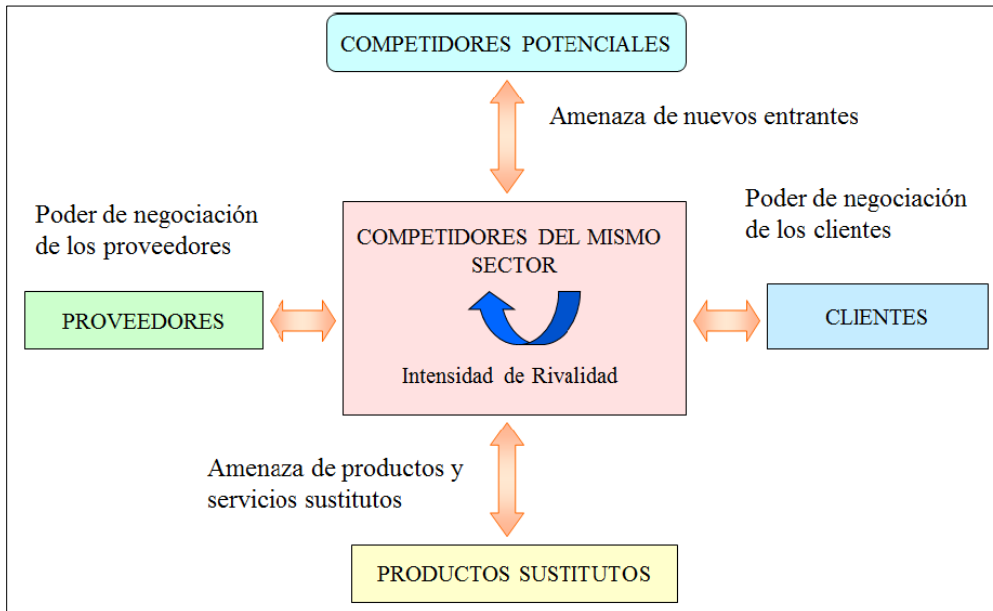 COMPETIDORES POTENCIALES
Amenaza de nuevos entrantes
Poder de negociación
de los proveedores
PROVEEDORES
COMPETIDORES DEL MISMO
SECTOR
Intensidad de Rivalidad
Poder de negociación
de los clientes
CLIENTES
Amenaza de productos y
servicios sustitutos
PRODUCTOS SUSTITUTOS